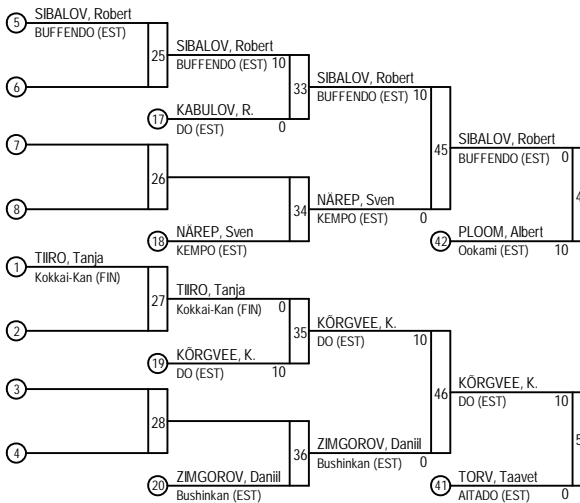 5 SIBALOV, Robert
BUFFENDO (EST)
25
SIBALOV, Robert
BUFFENDO (EST) 10
6
33
SIBALOV, Robert
BUFFENDO (EST) 10
17 KABULOV, R.
DO (EST) 0
7
26
8
34
NÄREP, Sven
KEMPO (EST) 0
18 NÄREP, Sven
KEMPO (EST)
45
SIBALOV, Robert
BUFFENDO (EST) 0
4
42 PLOOM, Albert
Ookami (EST) 10
1 TIIRO, Tanja
Kokkai-Kan (FIN)
27
TIIRO, Tanja
Kokkai-Kan (FIN) 0
2
35
KÕRGVEE, K.
DO (EST) 10
19 KÕRGVEE, K.
DO (EST) 10
3
28
4
36
ZIMGOROV, Daniil
Bushinkan (EST) 0
20 ZIMGOROV, Daniil
Bushinkan (EST)
46
KÕRGVEE, K.
DO (EST) 10
5
41 TORV, Taavet
AITADO (EST) 0